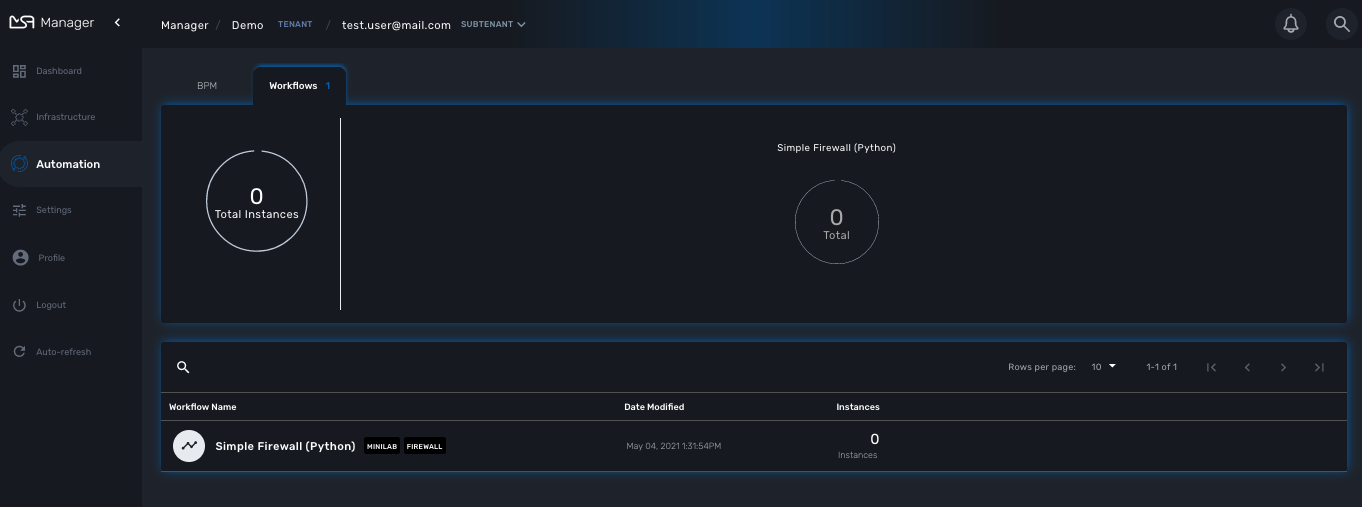 MSA Manager
Manager / Demo TENANT / test.user@mail.com SUBTENANT
Dashboard
Infrastructure
Automation
Settings
Profile
Logout
Auto-refresh
BPM
Workflows 1
0
Total Instances
Simple Firewall (Python)
0
Total
Rows per page: 10 1-1 of 1
Workflow Name Date Modified Instances
Simple Firewall (Python) MINILAB FIREWALL May 04, 2021 1:31:54PM 0
Instances